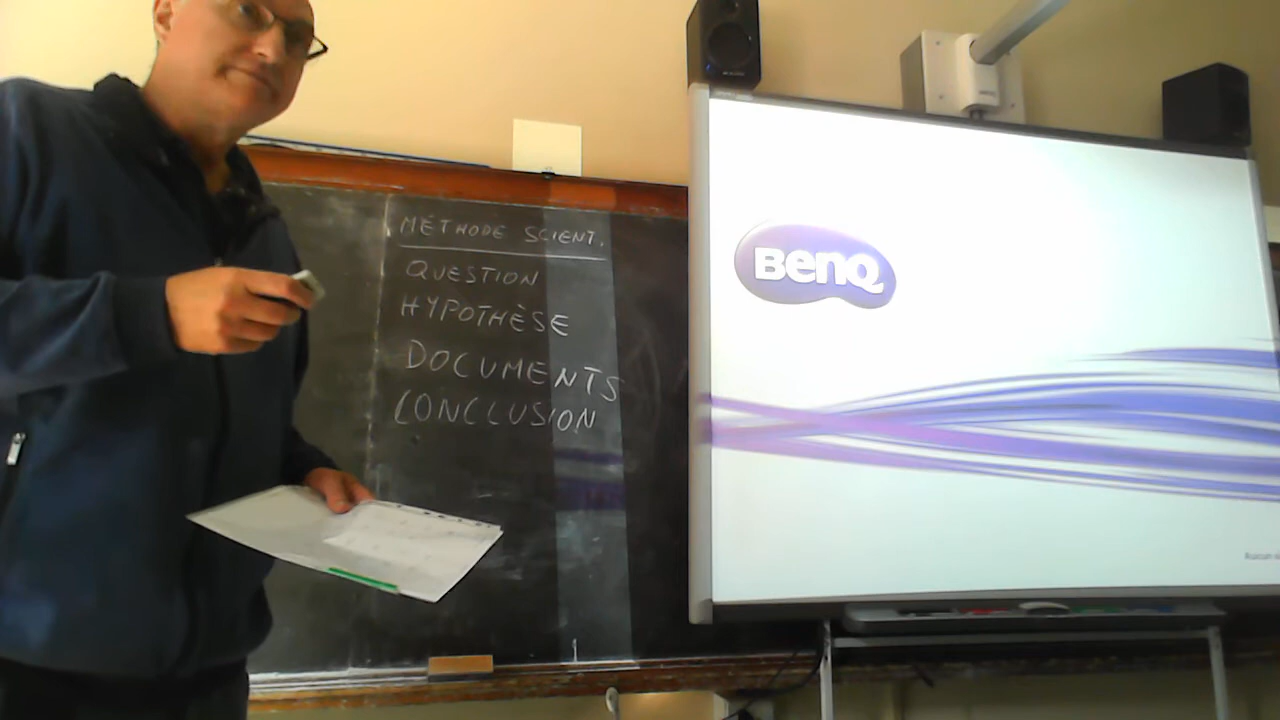 MÉTHODE SCIENT.
QUESTION
HYPOTHÈSE
DOCUMENTS
CONCLUSION
BenQ